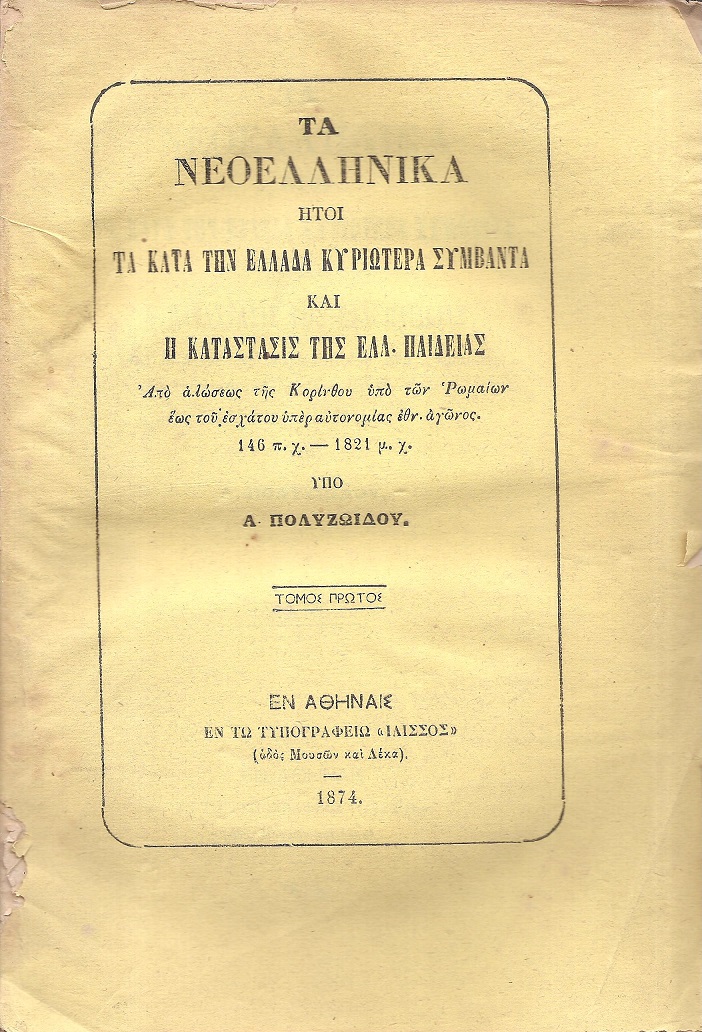 ΤΑ
ΝΕΟΕΛΛΗΝΙΚΑ
ΗΤΟΙ
ΤΑ ΚΑΤΑ ΤΗΝ ΕΛΛΑΔΑ ΚΥΡΙΩΤΕΡΑ ΣΥΜΒΑΝΤΑ
ΚΑΙ
Η ΚΑΤΑΣΤΑΣΙΣ ΤΗΣ ΕΛΛ. ΠΑΙΔΕΙΑΣ
Ἀπὸ ἁλώσεως τῆς Κορίνθου ὑπὸ τῶν Ῥωμαίων
ἕως τοῦ ἐσχάτου ὑπὲρ αὐτονομίας ἐθν. ἀγῶνος.
146 π. χ. — 1821 μ. χ.
ΥΠΟ
Α. ΠΟΛΥΖΩΙΔΟΥ.
ΤΟΜΟΣ ΠΡΩΤΟΣ
ΕΝ ΑΘΗΝΑΙΣ
ΕΝ ΤΩ ΤΥΠΟΓΡΑΦΕΙΩ «ΙΛΙΣΣΟΣ»
(ὁδὸς Μουσῶν καὶ Λέκα).
1874.